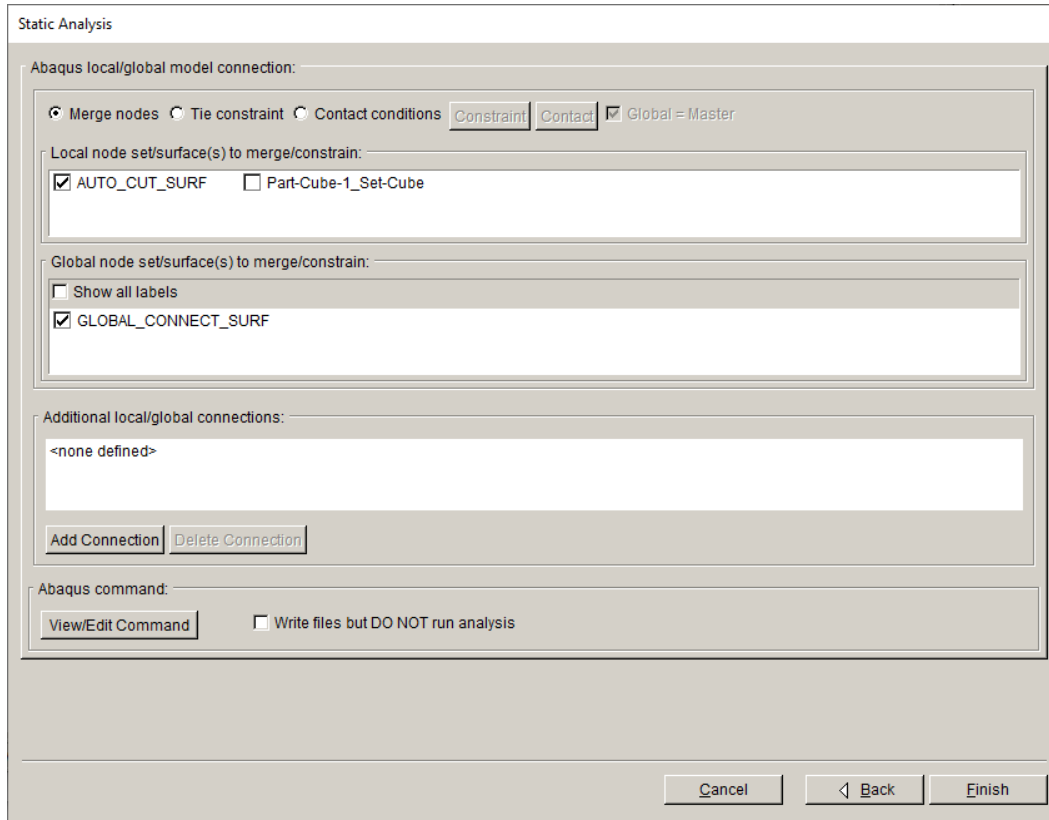 Static Analysis
Abaqus local/global model connection:
Merge nodes Tie constraint Contact conditions Constraint Contact Global = Master
Local node set/surface(s) to merge/constrain:
AUTO_CUT_SURF Part-Cube-1_Set-Cube
Global node set/surface(s) to merge/constrain:
Show all labels
GLOBAL_CONNECT_SURF
Additional local/global connections:
<none defined>
Add Connection Delete Connection
Abaqus command:
View/Edit Command Write files but DO NOT run analysis
Cancel Back Finish